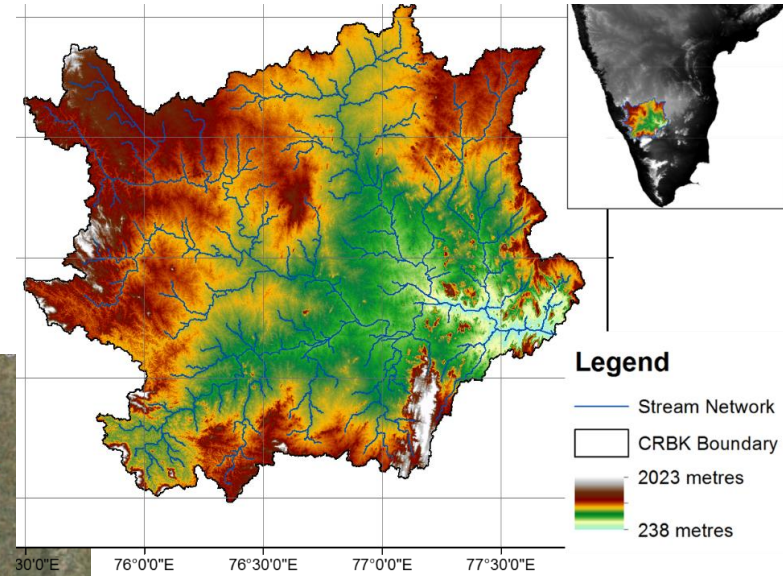 Legend
Stream Network
CRBK Boundary
2023 metres
238 metres
30'0"E 76°0'0"E 76°30'0"E 77°0'0"E 77°30'0"E